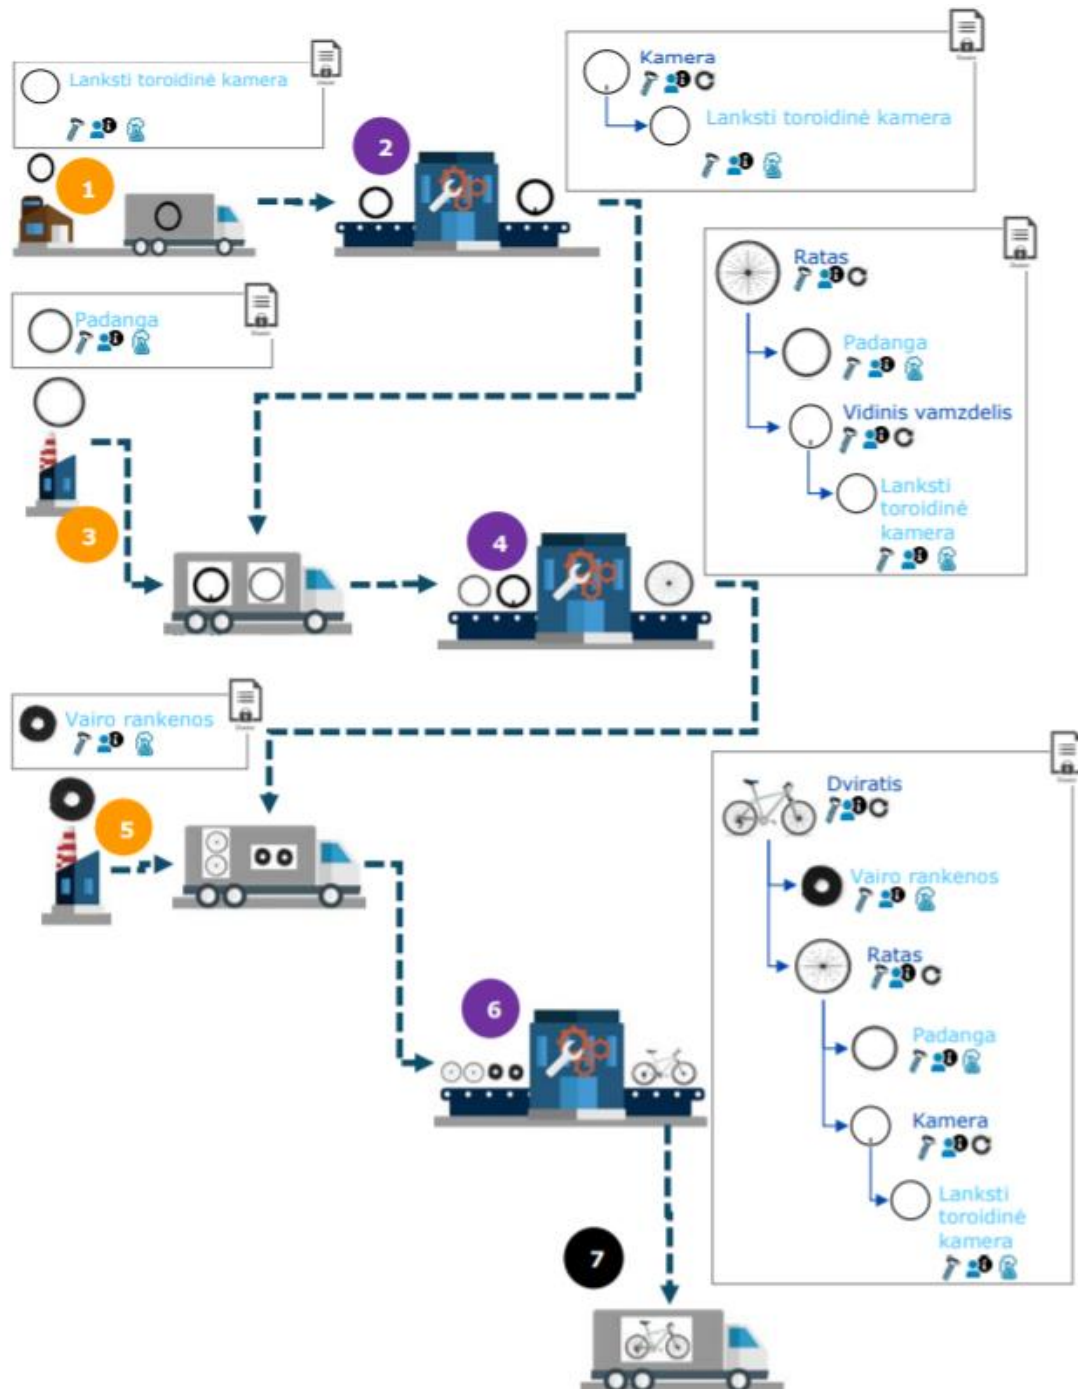 Lanksti toroidinė kamera
1
2
Kamera
Lanksti toroidinė kamera
Padanga
3
Ratas
Padanga
Vidinis vamzdelis
Lanksti
toroidinė
kamera
4
Vairo rankenos
5
6
Dviratis
Vairo rankenos
Ratas
Padanga
Kamera
Lanksti
toroidinė
kamera
7